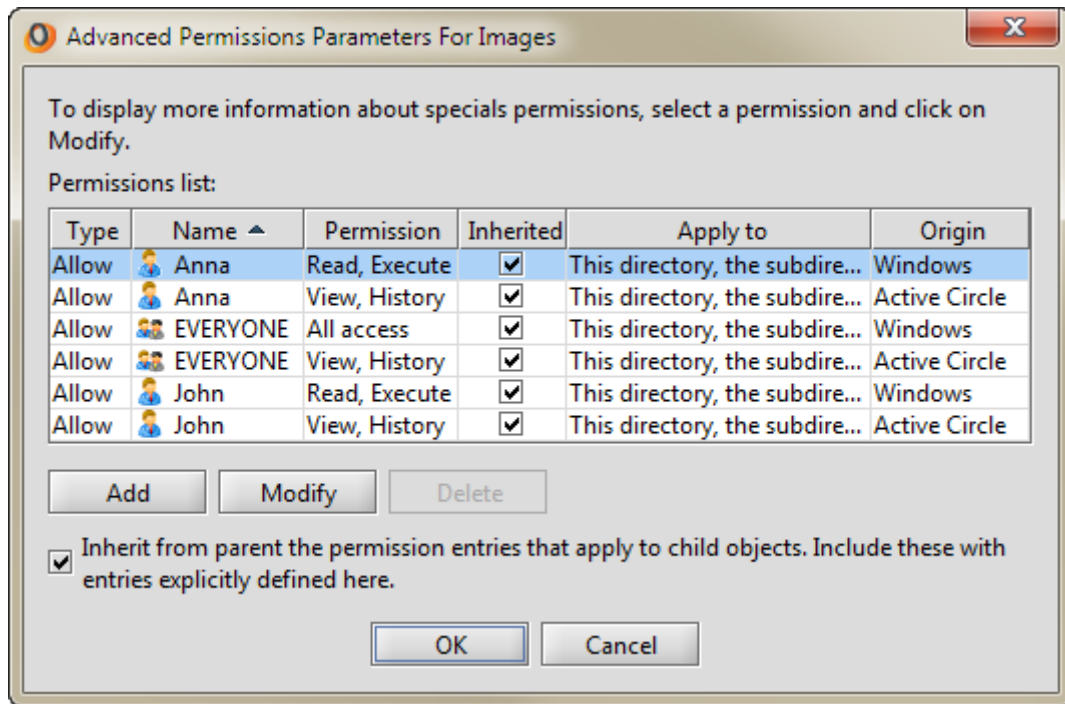 Advanced Permissions Parameters For Images
To display more information about specials permissions, select a permission and click on
Modify.
Permissions list:
Type Name Permission Inherited Apply to Origin
Allow Anna Read, Execute This directory, the subdire... Windows
Allow Anna View, History This directory, the subdire... Active Circle
Allow EVERYONE All access This directory, the subdire... Windows
Allow EVERYONE View, History This directory, the subdire... Active Circle
Allow John Read, Execute This directory, the subdire... Windows
Allow John View, History This directory, the subdire... Active Circle
Add Modify Delete
Inherit from parent the permission entries that apply to child objects. Include these with
entries explicitly defined here.
OK Cancel